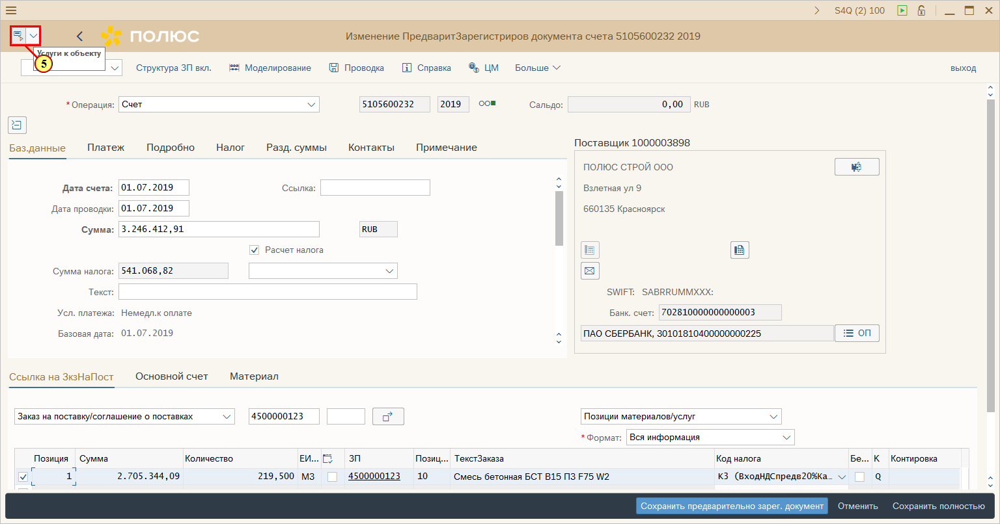 S4Q (2) 100
ПОЛЮС
Изменение ПредваритЗарегистриров документа счета 5105600232 2019
Услуги к объекту
5
Структура ЗП вкл.
Моделирование
Проводка
Справка
ЦМ
Больше
выход
* Операция: Счет 5105600232 2019 Сальдо: 0,00 RUB
Баз.данные Платеж Подробно Налог Разд. суммы Контакты Примечание
Поставщик 1000003898
ПОЛЮС СТРОЙ ООО
Взлетная ул 9
660135 Красноярск
Дата счета: 01.07.2019 Ссылка:
Дата проводки: 01.07.2019
Сумма: 3.246.412,91 RUB
Расчет налога
Сумма налога: 541.068,82
Текст:
Усл. платежа: Немедл.к оплате
Базовая дата: 01.07.2019
SWIFT: SABRRUMMXXX:
Банк. счет: 702810000000000003
ПАО СБЕРБАНК, 30101810400000000225 ОП
Ссылка на ЗкзНаПост Основной счет Материал
Заказ на поставку/соглашение о поставках 4500000123 Позиции материалов/услуг
* Формат: Вся информация
Позиция Сумма Количество ЕИ... ЗП Позиц... ТекстЗаказа Код налога Бе... К Контировка
1 2.705.344,09 219,500 М3 4500000123 10 Смесь бетонная БСТ В15 П3 F75 W2 K3 (ВходНДСпредв20%Ка... Q
Сохранить предварительно зарег. документ Отменить Сохранить полностью